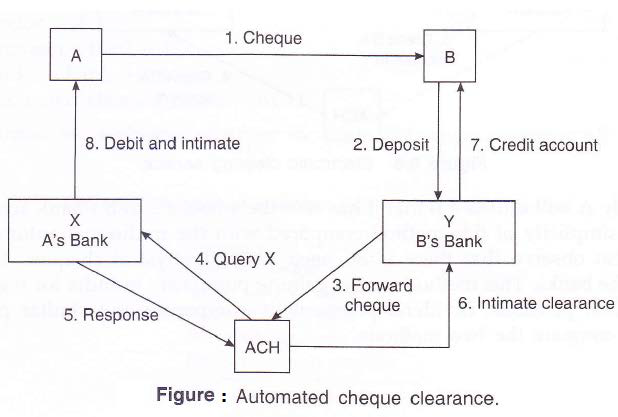 1. Cheque
A
B
8. Debit and intimate
2. Deposit
7. Credit account
X
A's Bank
Y
B's Bank
4. Query X
3. Forward
cheque
5. Response
6. Intimate clearance
ACH
Figure : Automated cheque clearance.